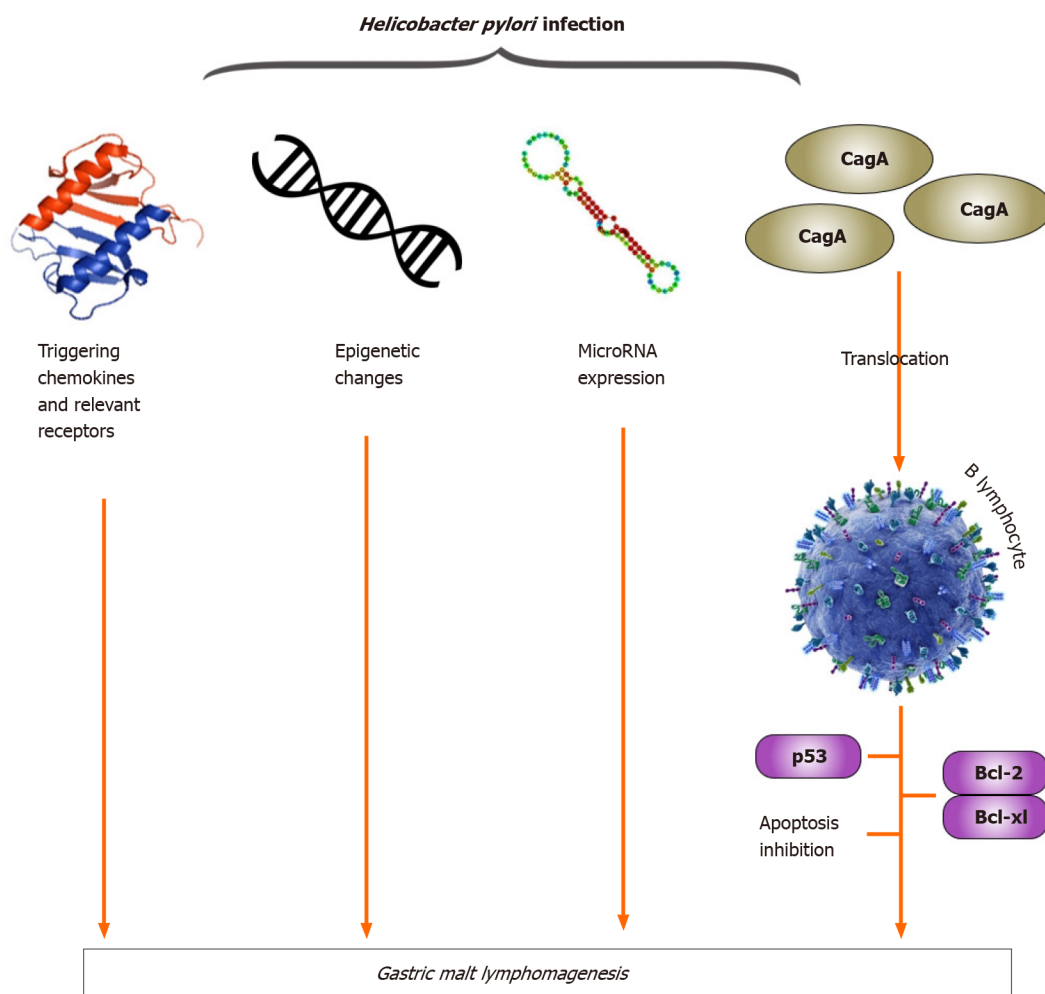 Helicobacter pylori infection
CagA
CagA
CagA
Triggering
chemokines
and relevant
receptors
Epigenetic
changes
MicroRNA
expression
Translocation
B lymphocyte
p53
Bcl-2
Bcl-xl
Apoptosis
inhibition
Gastric malt lymphomagenesis